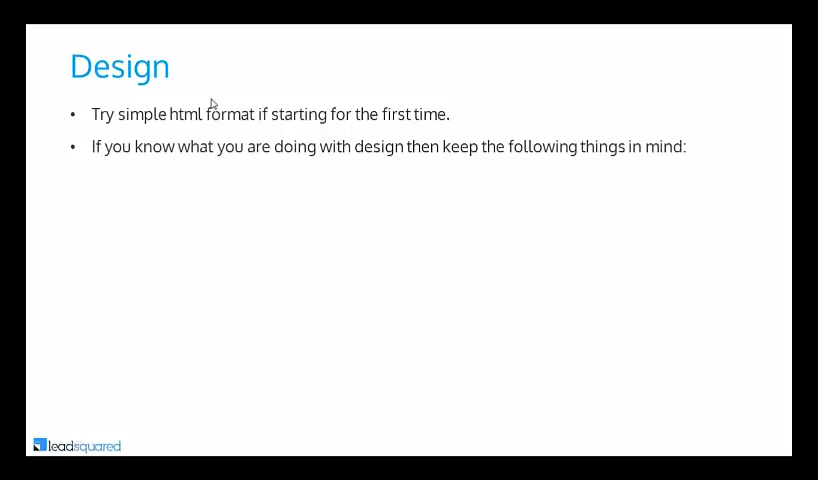 Design
• Try simple html format if starting for the first time.
• If you know what you are doing with design then keep the following things in mind:
leadsquared